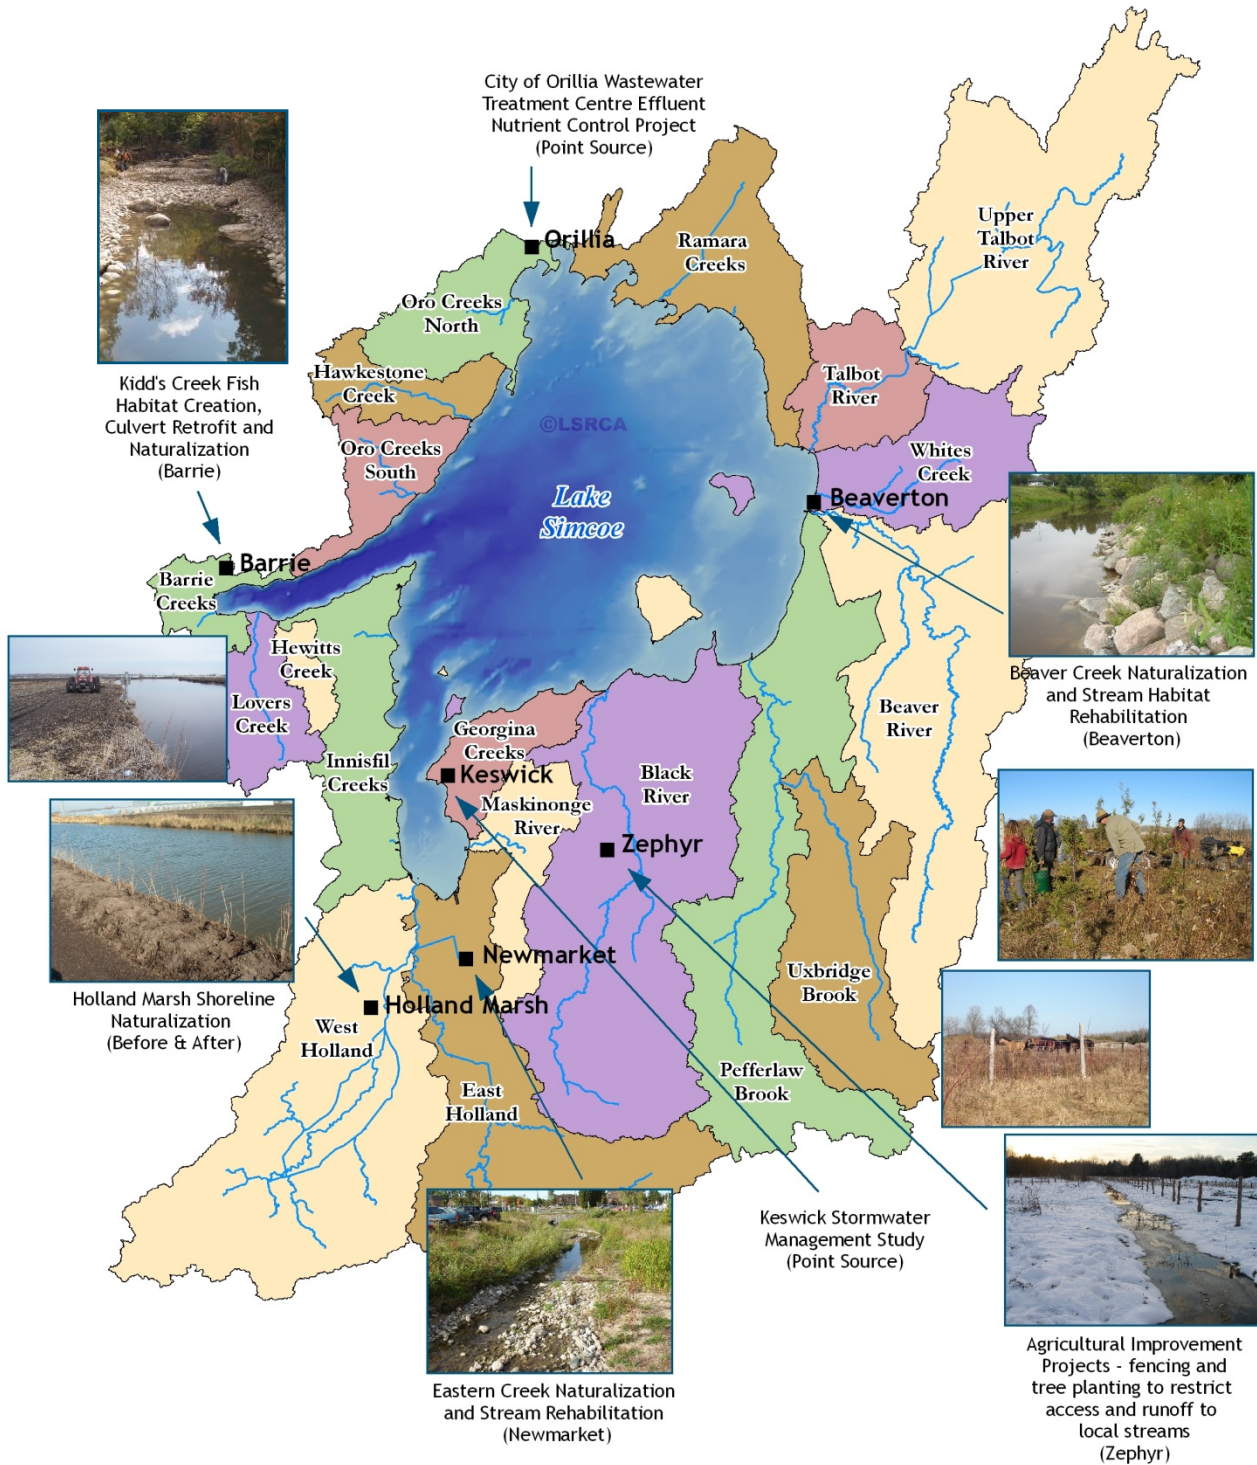 City of Orillia Wastewater
Treatment Centre Effluent
Nutrient Control Project
(Point Source)
Orillia
Ramara
Creeks
Upper
Talbot
River
Oro Creeks
North
Kidd's Creek Fish
Habitat Creation,
Culvert Retrofit and
Naturalization
(Barrie)
Hawkestone
Creek
Talbot
River
©LSRCA
Oro Creeks
South
Whites
Creek
Lake
Simcoe
Beaverton
Barrie
Barrie
Creeks
Hewitts
Creek
Beaver Creek Naturalization
and Stream Habitat
Rehabilitation
(Beaverton)
Lovers
Creek
Beaver
River
Georgina
Creeks
Innisfil
Creeks
Keswick
Black
River
Maskinonge
River
Zephyr
Newmarket
Uxbridge
Brook
Holland Marsh Shoreline
Naturalization
(Before & After)
Holland Marsh
West
Holland
Pefferlaw
Brook
East
Holland
Keswick Stormwater
Management Study
(Point Source)
Eastern Creek Naturalization
and Stream Rehabilitation
(Newmarket)
Agricultural Improvement
Projects - fencing and
tree planting to restrict
access and runoff to
local streams
(Zephyr)